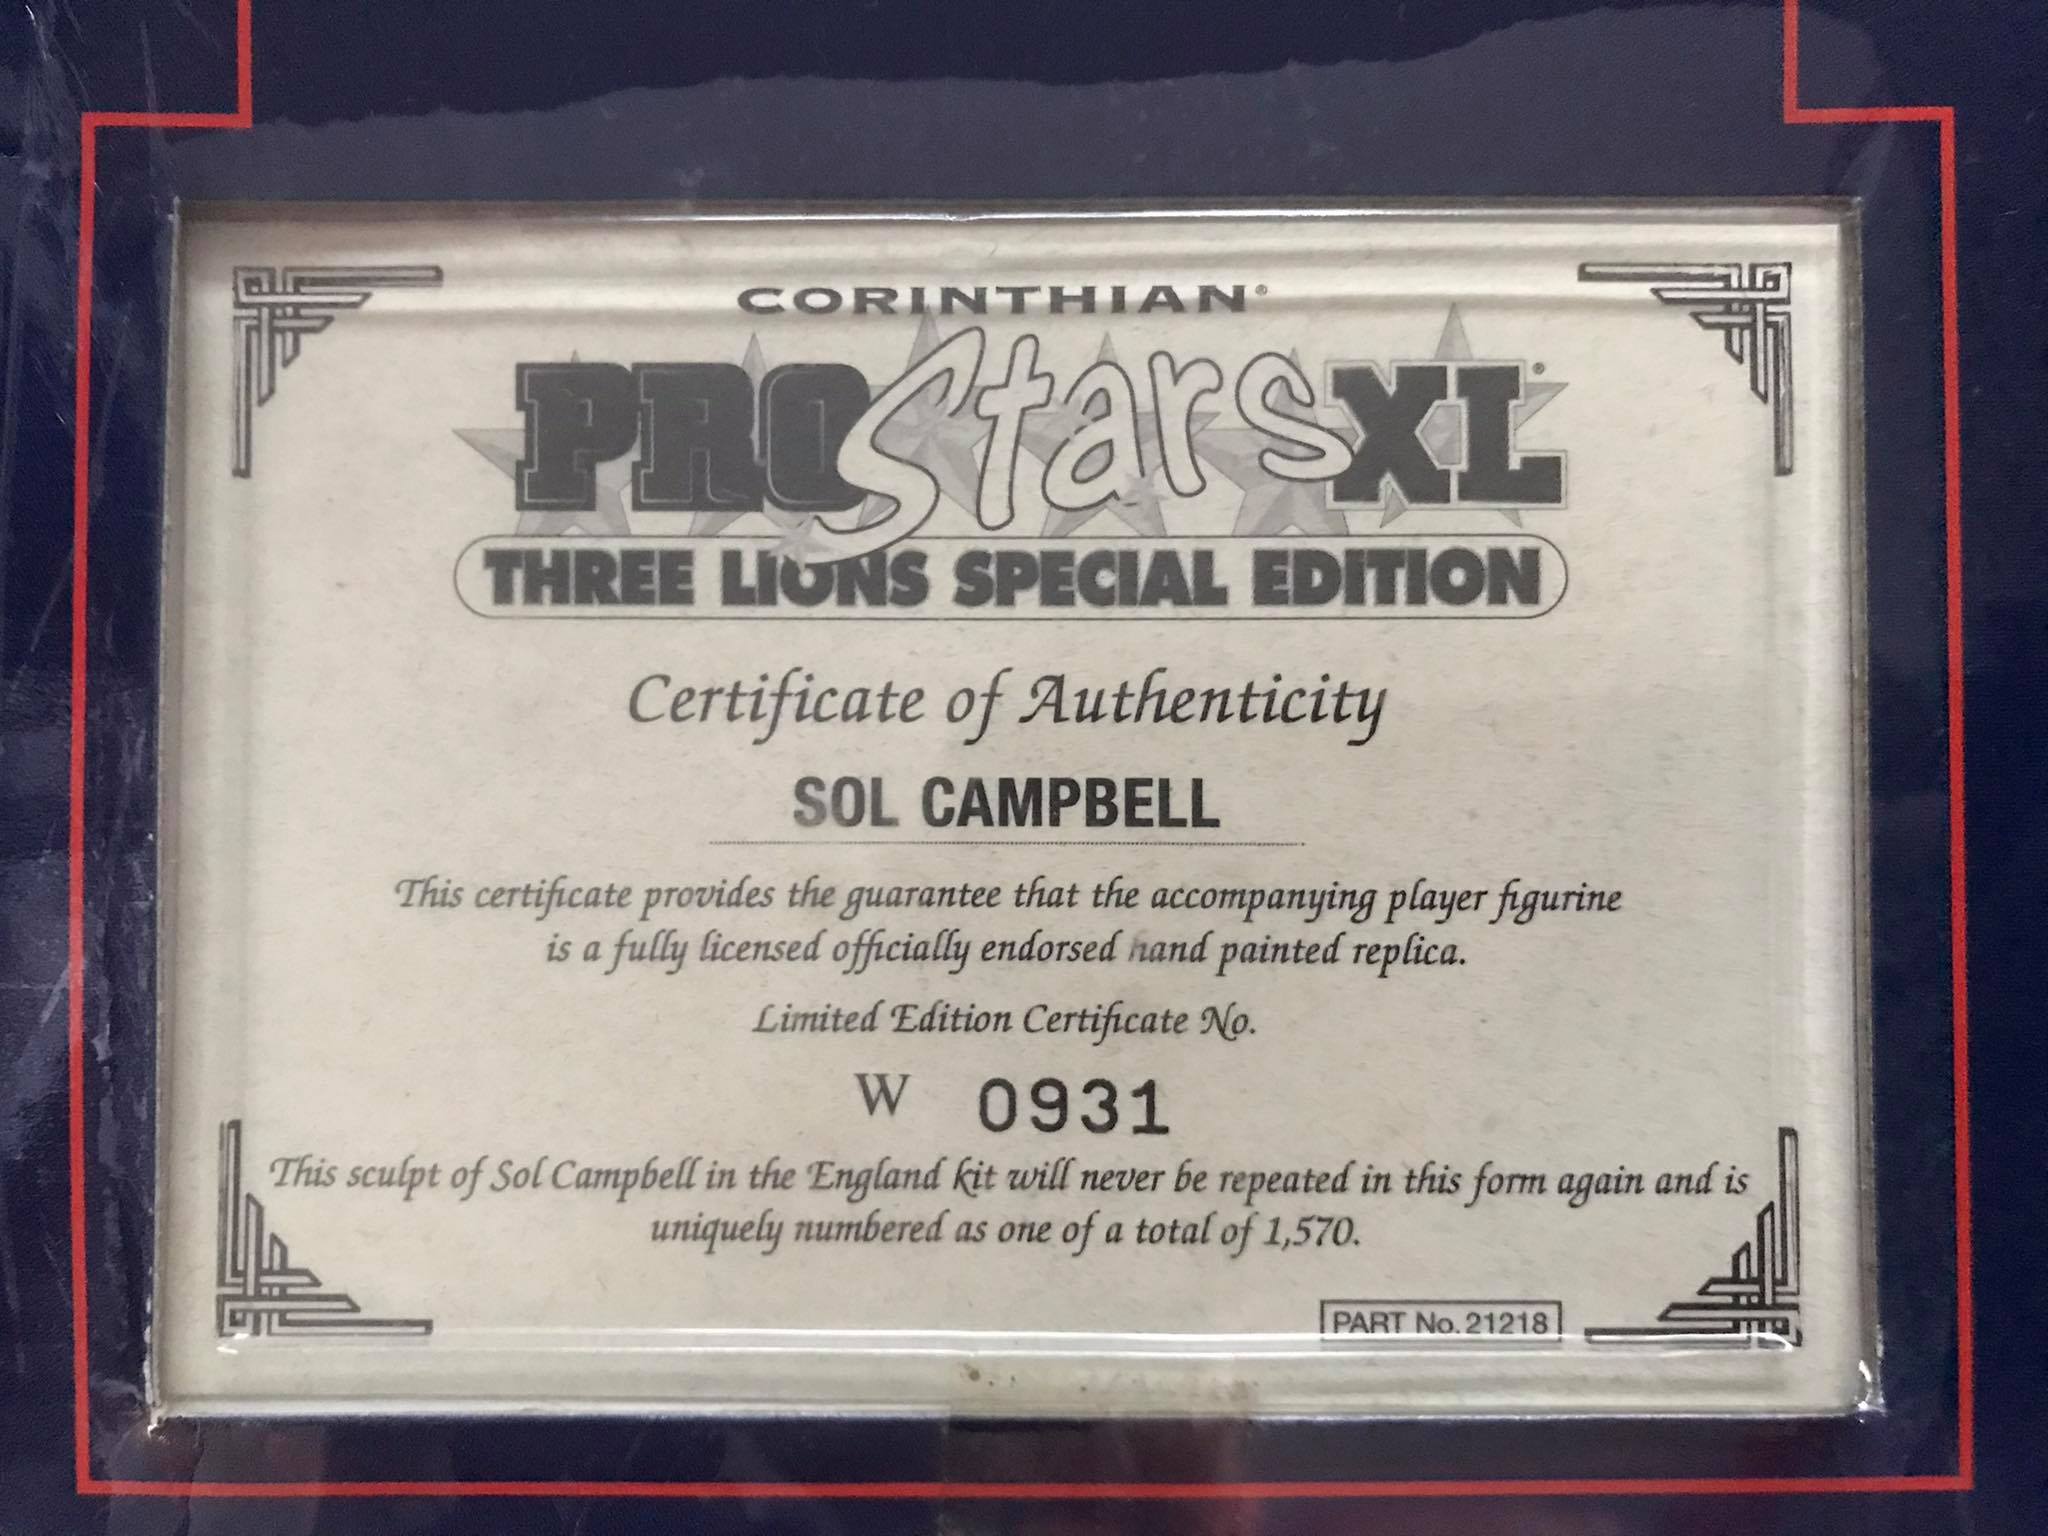 CORINTHIAN®
PRO Stars XL®
THREE LIONS SPECIAL EDITION
Certificate of Authenticity
SOL CAMPBELL
This certificate provides the guarantee that the accompanying player figurine
is a fully licensed officially endorsed hand painted replica.
Limited Edition Certificate No.
W 0931
This sculpt of Sol Campbell in the England kit will never be repeated in this form again and is
uniquely numbered as one of a total of 1,570.
PART No. 21218